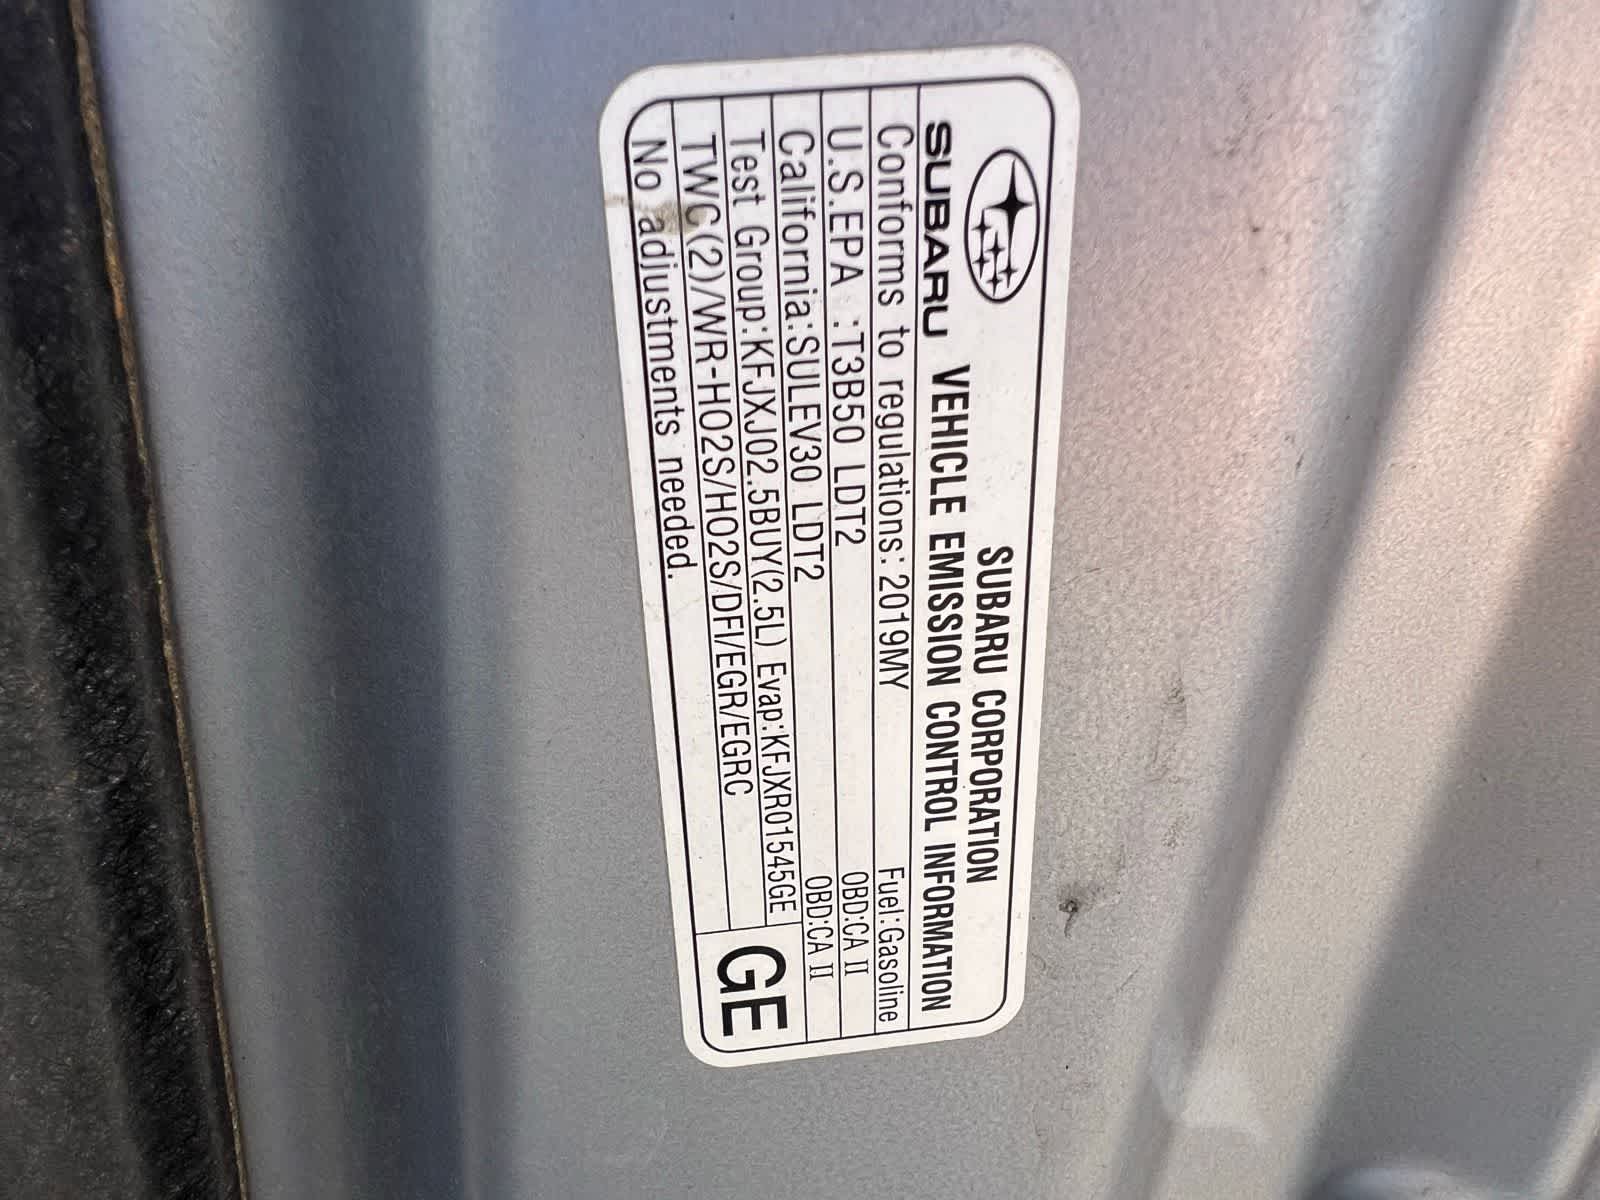 SUBARU CORPORATION
SUBARU VEHICLE EMISSION CONTROL INFORMATION
Conforms to regulations: 2019MY Fuel:Gasoline
U.S.EPA :T3B50 LDT2 OBD:CA II
California:SULEV30 LDT2 OBD:CA II
Test Group:KFJXJ02.5BUY(2.5L) Evap:KFJXR01545GE
TWC(2)/WR-HO2S/HO2S/DFI/EGR/EGRC
No adjustments needed.
GE